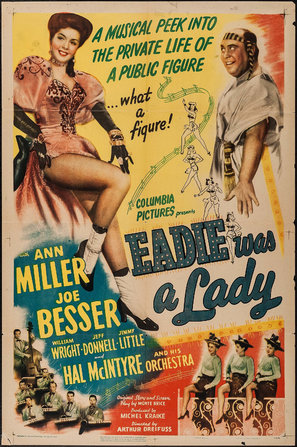 A MUSICAL PEEK INTO
THE PRIVATE LIFE OF
A PUBLIC FIGURE
...what
a
figure!
COLUMBIA
PICTURES presents
EADIE was
a Lady
with ANN
MILLER
JOE
BESSER
WILLIAM WRIGHT · JEFF DONNELL · JIMMY LITTLE
and HAL McINTYRE AND HIS ORCHESTRA
Original Story and Screen
Play by MONTE BRICE
Produced by
MICHEL KRAIKE
Directed by
ARTHUR DREIFUSS